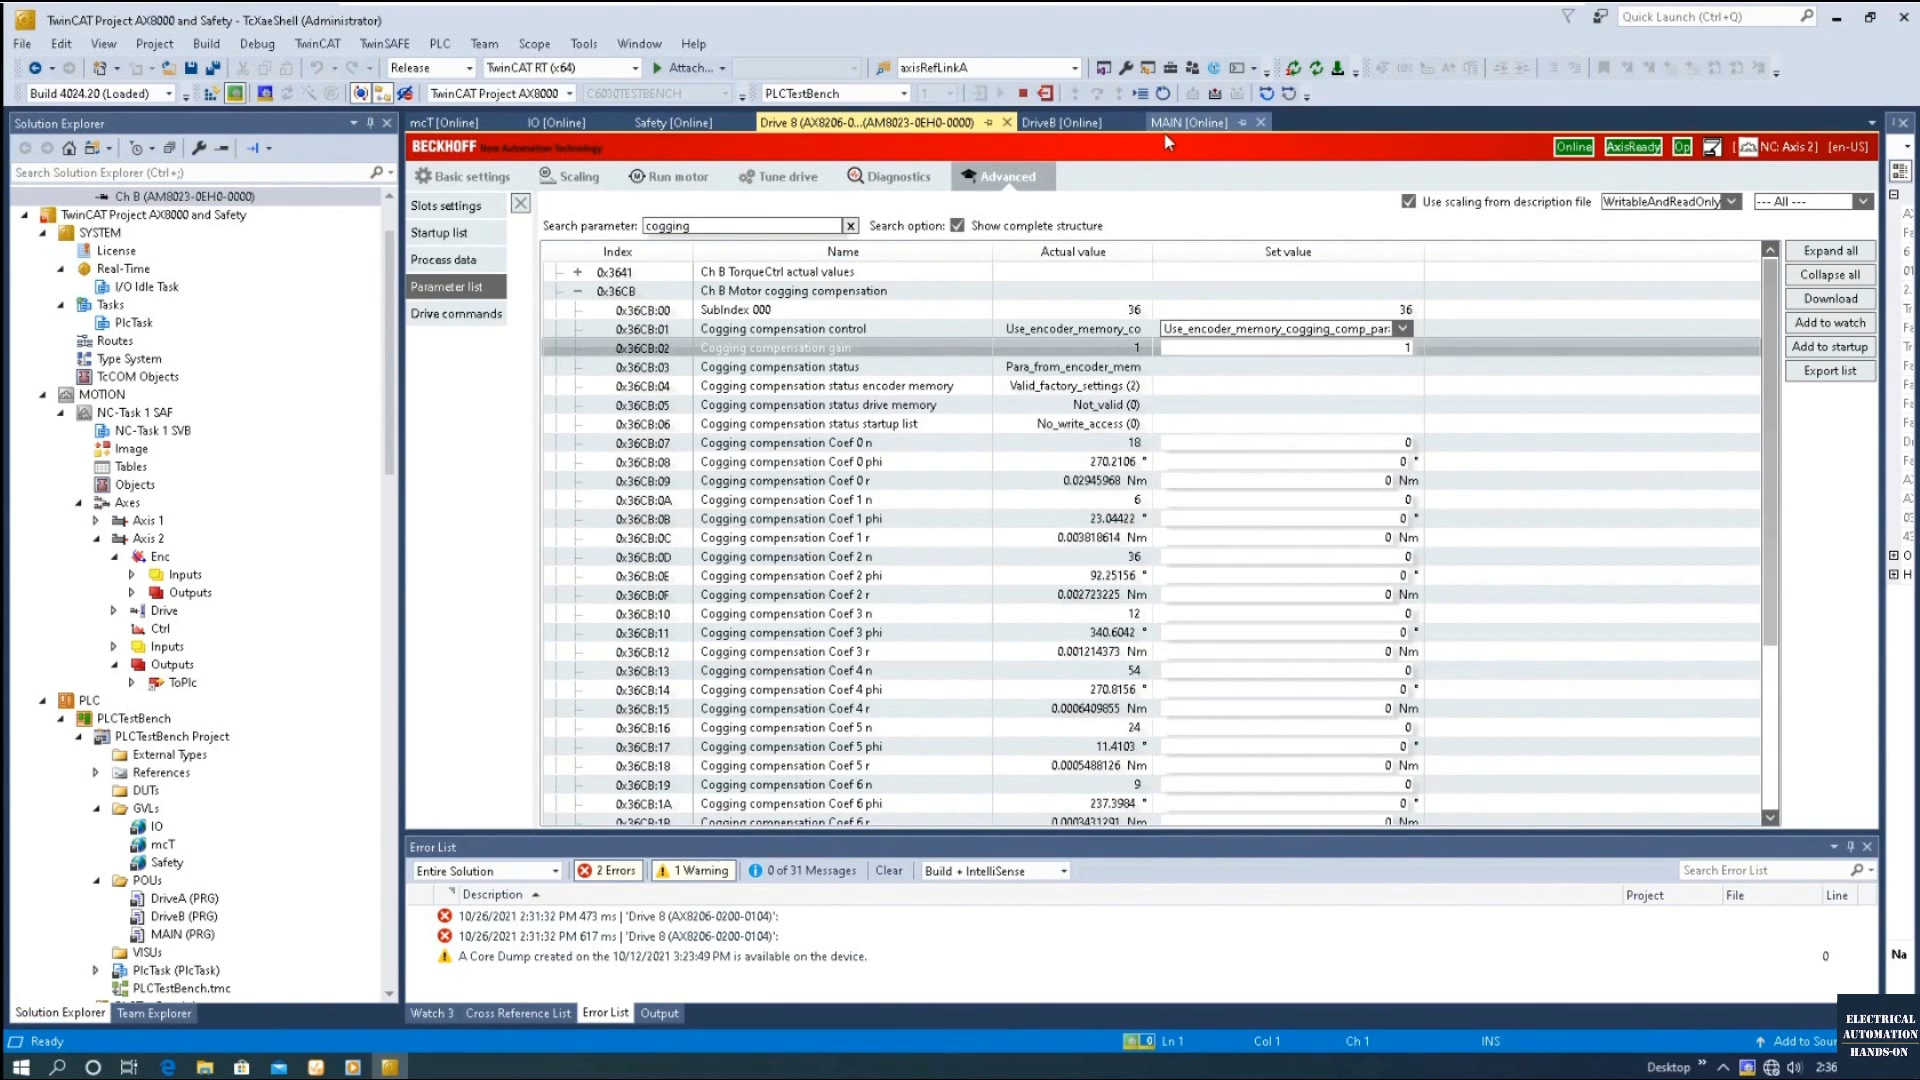 TwinCAT Project AX8000 and Safety - TcXaeShell (Administrator)
Quick Launch (Ctrl+Q)
File Edit View Project Build Debug TwinCAT TwinSAFE PLC Team Scope Tools Window Help
Release TwinCAT RT (x64) Attach... axisRefLinkA
Build 4024.20 (Loaded) TwinCAT Project AX8000 C6030TESTBENCH PLCTestBench 1
Solution Explorer
Search Solution Explorer (Ctrl+;)
Ch B (AM8023-0EH0-0000)
TwinCAT Project AX8000 and Safety
SYSTEM
License
Real-Time
I/O Idle Task
Tasks
PlcTask
Routes
Type System
TcCOM Objects
MOTION
NC-Task 1 SAF
NC-Task 1 SVB
Image
Tables
Objects
Axes
Axis 1
Axis 2
Enc
Inputs
Outputs
Drive
Ctrl
Inputs
Outputs
ToPlc
PLC
PLCTestBench
PLCTestBench Project
External Types
References
DUTs
GVLs
IO
mcT
Safety
POUs
DriveA (PRG)
DriveB (PRG)
MAIN (PRG)
VISUs
PlcTask (PlcTask)
PLCTestBench.tmc
Solution Explorer Team Explorer
mcT [Online] IO [Online] Safety [Online] Drive 8 (AX8206-0...(AM8023-0EH0-0000) DriveB [Online] MAIN [Online]
BECKHOFF New Automation Technology
Online AxisReady Op [ NC: Axis 2] [en-US]
Basic settings Scaling Run motor Tune drive Diagnostics Advanced
Slots settings
Startup list
Process data
Parameter list
Drive commands
Use scaling from description file WritableAndReadOnly --- All ---
Search parameter: cogging x Search option: Show complete structure
Index Name Actual value Set value
0x3641 Ch B TorqueCtrl actual values
0x36CB Ch B Motor cogging compensation
0x36CB:00 SubIndex 000 36 36
0x36CB:01 Cogging compensation control Use_encoder_memory_co Use_encoder_memory_cogging_comp_par
0x36CB:02 Cogging compensation gain 1 1
0x36CB:03 Cogging compensation status Para_from_encoder_mem
0x36CB:04 Cogging compensation status encoder memory Valid_factory_settings (2)
0x36CB:05 Cogging compensation status drive memory Not_valid (0)
0x36CB:06 Cogging compensation status startup list No_write_access (0)
0x36CB:07 Cogging compensation Coef 0 n 18 0
0x36CB:08 Cogging compensation Coef 0 phi 270.2106 ° 0 °
0x36CB:09 Cogging compensation Coef 0 r 0.02945968 Nm 0 Nm
0x36CB:0A Cogging compensation Coef 1 n 6 0
0x36CB:0B Cogging compensation Coef 1 phi 23.04422 ° 0 °
0x36CB:0C Cogging compensation Coef 1 r 0.003818614 Nm 0 Nm
0x36CB:0D Cogging compensation Coef 2 n 36 0
0x36CB:0E Cogging compensation Coef 2 phi 92.25156 ° 0 °
0x36CB:0F Cogging compensation Coef 2 r 0.002723225 Nm 0 Nm
0x36CB:10 Cogging compensation Coef 3 n 12 0
0x36CB:11 Cogging compensation Coef 3 phi 340.6042 ° 0 °
0x36CB:12 Cogging compensation Coef 3 r 0.001214373 Nm 0 Nm
0x36CB:13 Cogging compensation Coef 4 n 54 0
0x36CB:14 Cogging compensation Coef 4 phi 270.8156 ° 0 °
0x36CB:15 Cogging compensation Coef 4 r 0.0006409855 Nm 0 Nm
0x36CB:16 Cogging compensation Coef 5 n 24 0
0x36CB:17 Cogging compensation Coef 5 phi 11.4103 ° 0 °
0x36CB:18 Cogging compensation Coef 5 r 0.0005488126 Nm 0 Nm
0x36CB:19 Cogging compensation Coef 6 n 9 0
0x36CB:1A Cogging compensation Coef 6 phi 237.3984 ° 0 °
0x36CB:1B Cogging compensation Coef 6 r 0.0003431291 Nm 0 Nm
Expand all
Collapse all
Download
Add to watch
Add to startup
Export list
Error List
Entire Solution 2 Errors 1 Warning 0 of 31 Messages Clear Build + IntelliSense Search Error List
Description Project File Line
10/26/2021 2:31:32 PM 473 ms | 'Drive 8 (AX8206-0200-0104)':
10/26/2021 2:31:32 PM 617 ms | 'Drive 8 (AX8206-0200-0104)':
A Core Dump created on the 10/12/2021 3:23:49 PM is available on the device. 0
Watch 3 Cross Reference List Error List Output
Na
Ready 0 Ln 1 Col 1 Ch 1 INS Add to Sour
Desktop 2:36
ELECTRICAL
AUTOMATION
HANDS-ON